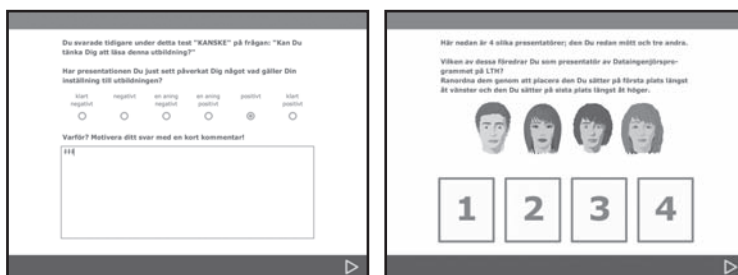 Du svarade tidigare under detta test "KANSKE" på frågan: "Kan Du
tänka Dig att läsa denna utbildning?"
Har presentationen Du just sett påverkat Dig något vad gäller Din
inställning till utbildningen?
klart negativt
negativt
en aning negativt
en aning positivt
positivt
klart positivt
Varför? Motivera ditt svar med en kort kommentar!
Här nedan är 4 olika presentatörer; den Du redan mött och tre andra.
Vilken av dessa föredrar Du som presentatör av Dataingenjörspro-
grammet på LTH?
Ranordna dem genom att placera den Du sätter på första plats längst
åt vänster och den Du sätter på sista plats längst åt höger.
1 2 3 4